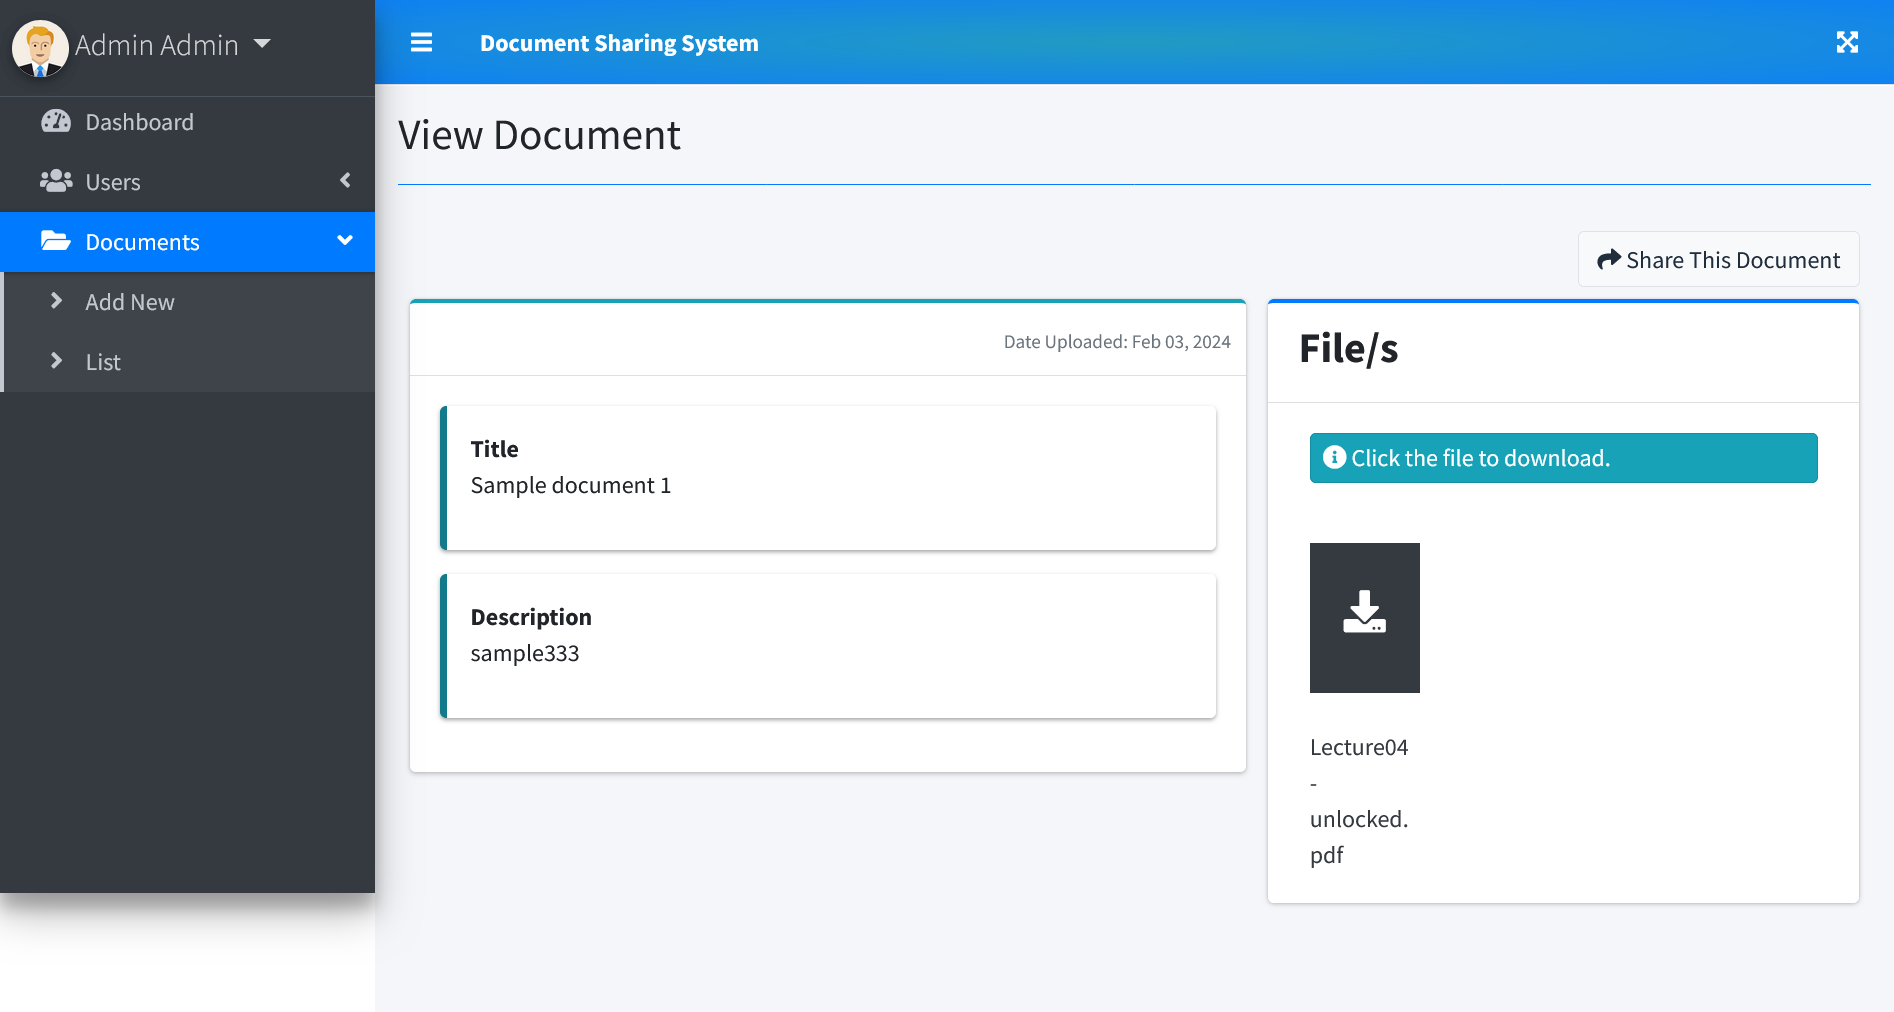 Admin Admin
Dashboard
Users
Documents
Add New
List
Document Sharing System
View Document
Share This Document
Date Uploaded: Feb 03, 2024
Title
Sample document 1
Description
sample333
File/s
Click the file to download.
Lecture04
-
unlocked.
pdf